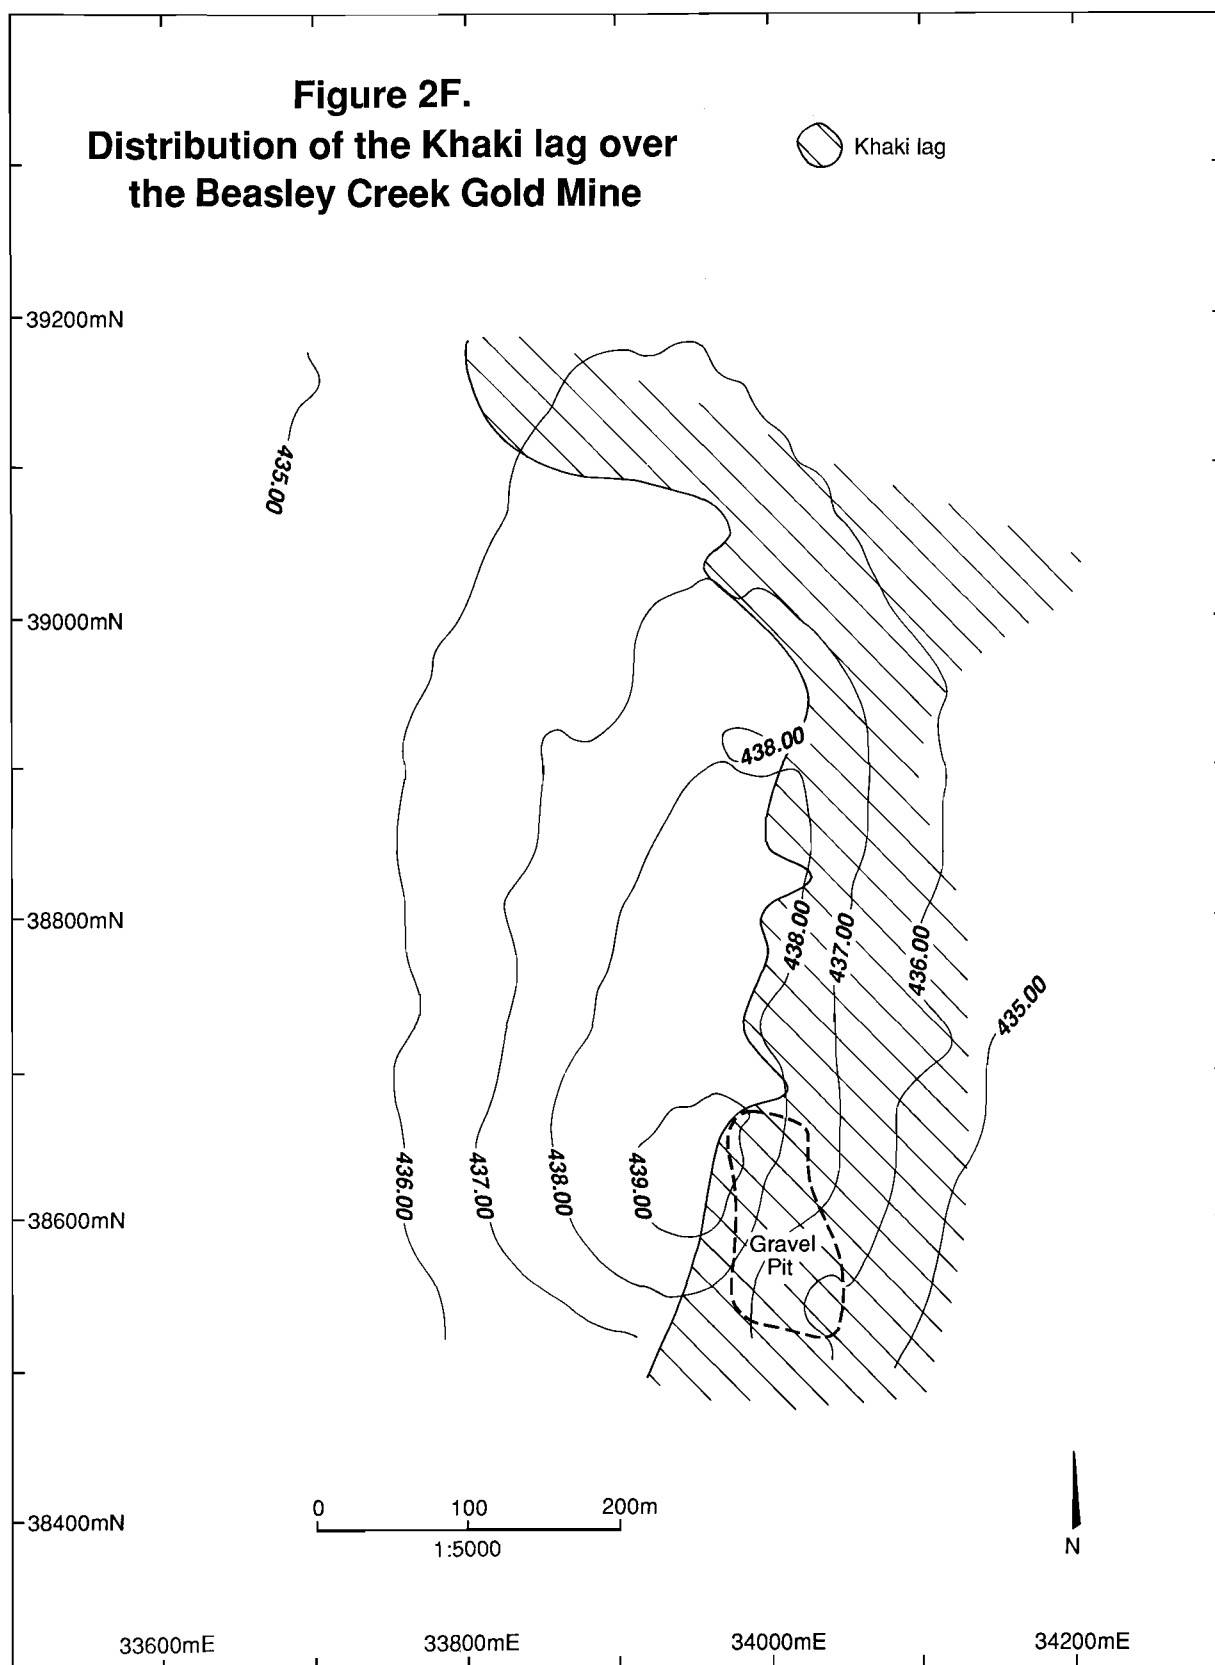 Figure 2F.
Distribution of the Khaki lag over
the Beasley Creek Gold Mine
Khaki lag
39200mN
435.00
39000mN
438.00
38800mN
438.00
437.00
436.00
435.00
436.00
437.00
438.00
439.00
38600mN
Gravel
Pit
0 100 200m
1:5000
38400mN
N
33600mE 33800mE 34000mE 34200mE